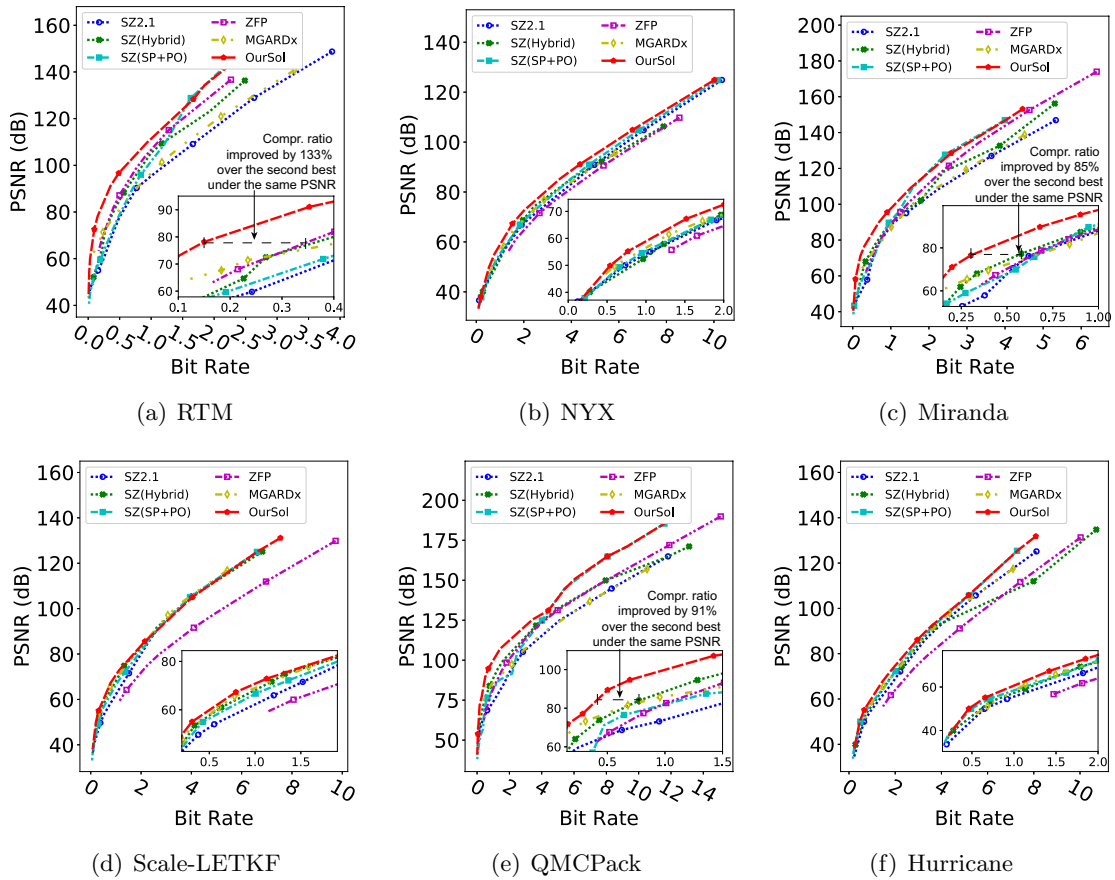 SZ2.1
SZ(Hybrid)
SZ(SP+PO)
ZFP
MGARDx
OurSol
PSNR (dB)
160
140
120
100
80
60
40
0.0
0.5
1.0
1.5
2.0
2.5
3.0
3.5
4.0
Bit Rate
Compr. ratio
improved by 133%
over the second best
under the same PSNR
90
80
70
60
0.1
0.2
0.3
0.4
(a) RTM
SZ2.1
SZ(Hybrid)
SZ(SP+PO)
ZFP
MGARDx
OurSol
PSNR (dB)
150
125
100
75
50
0
2
4
6
8
10
Bit Rate
70
60
50
40
0.0
0.5
1.0
1.5
2.0
(b) NYX
SZ2.1
SZ(Hybrid)
SZ(SP+PO)
ZFP
MGARDx
OurSol
PSNR (dB)
200
180
160
140
120
100
80
60
40
0
1
2
3
4
5
6
Bit Rate
Compr. ratio
improved by 85%
over the second best
under the same PSNR
80
60
0.25
0.50
0.75
1.00
(c) Miranda
SZ2.1
SZ(Hybrid)
SZ(SP+PO)
ZFP
MGARDx
OurSol
PSNR (dB)
160
140
120
100
80
60
40
0
2
4
6
8
10
Bit Rate
80
60
0.5
1.0
1.5
(d) Scale-LETKF
SZ2.1
SZ(Hybrid)
SZ(SP+PO)
ZFP
MGARDx
OurSol
PSNR (dB)
200
175
150
125
100
75
50
0
2
4
6
8
10
12
14
Bit Rate
Compr. ratio
improved by 91%
over the second best
under the same PSNR
100
80
60
0.5
1.0
1.5
(e) QMCPack
SZ2.1
SZ(Hybrid)
SZ(SP+PO)
ZFP
MGARDx
OurSol
PSNR (dB)
160
140
120
100
80
60
40
0
2
4
6
8
10
Bit Rate
60
40
0.5
1.0
1.5
2.0
(f) Hurricane